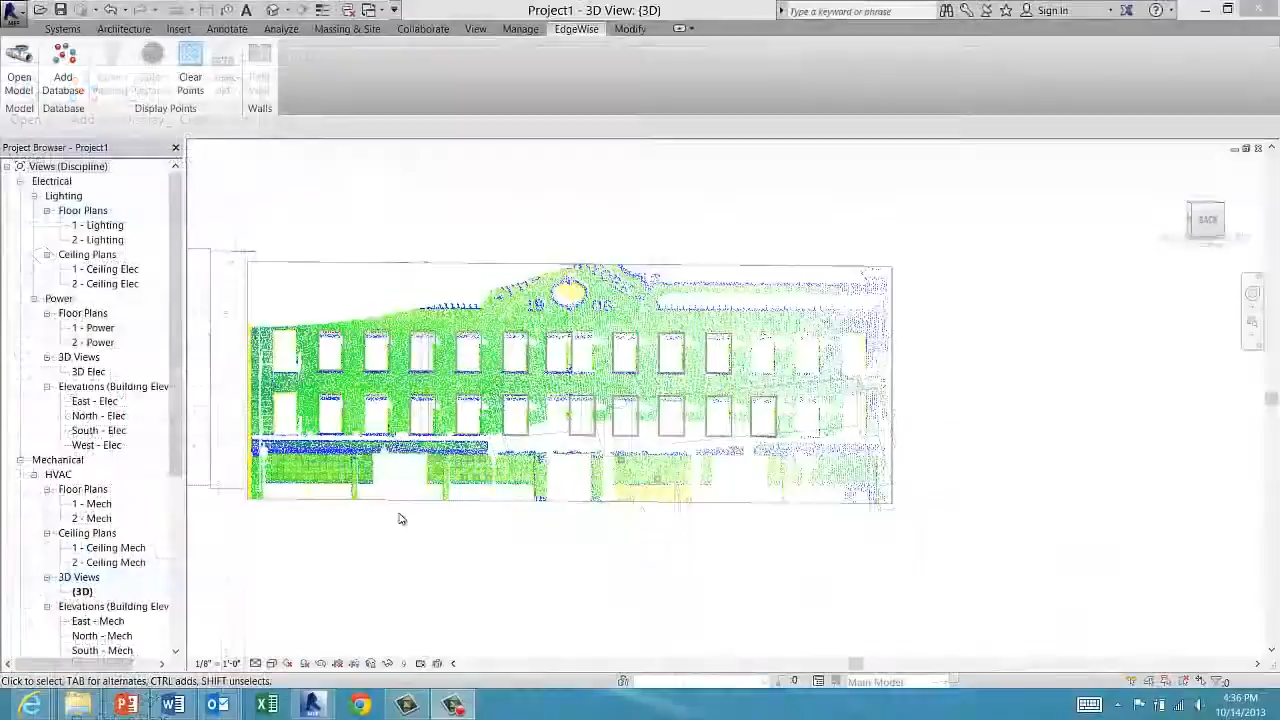 Project1 - 3D View: {3D}
Type a keyword or phrase
Sign In
Systems Architecture Insert Annotate Analyze Massing & Site Collaborate View Manage EdgeWise Modify
Open Model
Add Database
Clear Points
Model Database Display Points Walls
Open Add
Project Browser - Project1
Views (Discipline)
Electrical
Lighting
Floor Plans
1 - Lighting
2 - Lighting
Ceiling Plans
1 - Ceiling Elec
2 - Ceiling Elec
Power
Floor Plans
1 - Power
2 - Power
3D Views
3D Elec
Elevations (Building Elev
East - Elec
North - Elec
South - Elec
West - Elec
Mechanical
HVAC
Floor Plans
1 - Mech
2 - Mech
Ceiling Plans
1 - Ceiling Mech
2 - Ceiling Mech
3D Views
{3D}
Elevations (Building Elev
East - Mech
North - Mech
South - Mech
BACK
1/8" = 1'-0"
Click to select, TAB for alternates, CTRL adds, SHIFT unselects.
:0
Main Model
:0
4:36 PM
10/14/2013